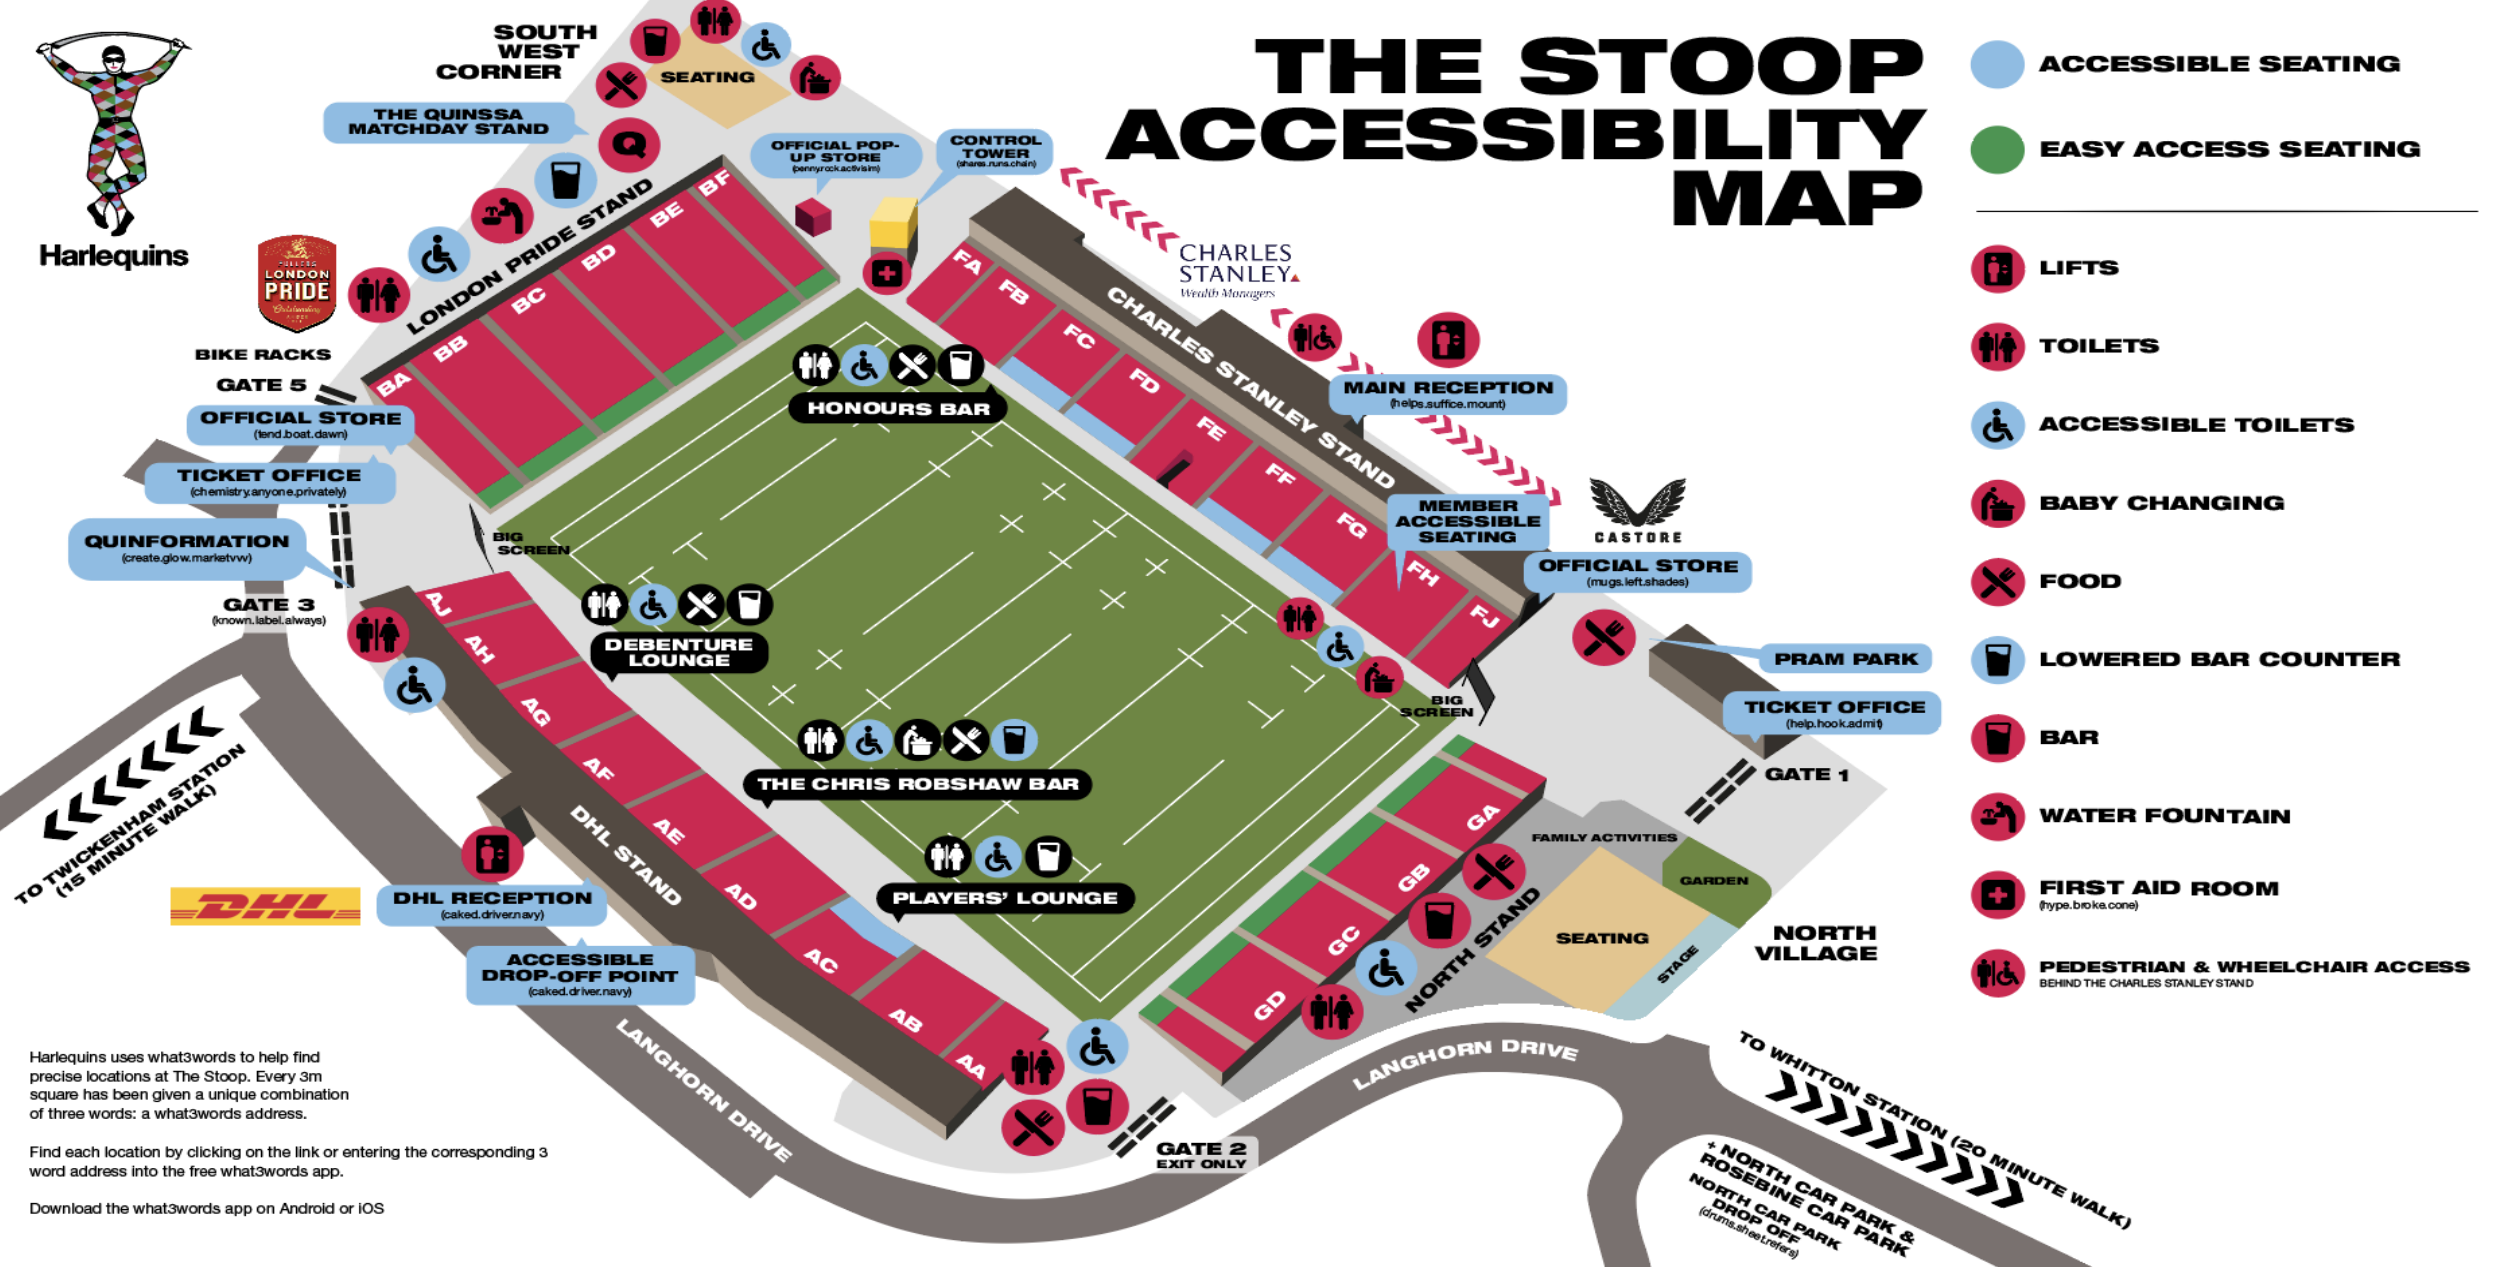 THE STOOP
ACCESSIBILITY
MAP
Harlequins
SOUTH
WEST
CORNER
SEATING
THE QUINSSA
MATCHDAY STAND
Q
OFFICIAL POP-
UP STORE
(penny.rock.activisim)
CONTROL
TOWER
(shares.runs.chain)
LONDON
PRIDE
LONDON PRIDE STAND
BA
BB
BC
BD
BE
BF
BIKE RACKS
GATE 5
OFFICIAL STORE
(tend.boat.dawn)
TICKET OFFICE
(chemistry.anyone.privately)
QUINFORMATION
(create.glow.marketvvv)
GATE 3
(known.label.always)
BIG
SCREEN
CHARLES
STANLEY
Wealth Managers
CHARLES STANLEY STAND
FA
FB
FC
FD
FE
FF
FG
FH
FJ
MAIN RECEPTION
(helps.suffice.mount)
MEMBER
ACCESSIBLE
SEATING
CASTORE
OFFICIAL STORE
(mugs.left.shades)
PRAM PARK
TICKET OFFICE
(help.hook.admit)
GATE 1
BIG
SCREEN
HONOURS BAR
DEBENTURE
LOUNGE
THE CHRIS ROBSHAW BAR
PLAYERS' LOUNGE
AJ
AH
AG
AF
AE
AD
AC
AB
AA
DHL STAND
DHL
DHL RECEPTION
(caked.driver.navy)
ACCESSIBLE
DROP-OFF POINT
(caked.driver.navy)
TO TWICKENHAM STATION
(15 MINUTE WALK)
GA
GB
GC
GD
NORTH STAND
FAMILY ACTIVITIES
GARDEN
SEATING
STAGE
NORTH
VILLAGE
LANGHORN DRIVE
LANGHORN DRIVE
GATE 2
EXIT ONLY
TO WHITTON STATION (20 MINUTE WALK)
+ NORTH CAR PARK &
ROSEBINE CAR PARK
NORTH CAR PARK
DROP OFF
(drums.sheet.refers)
ACCESSIBLE SEATING
EASY ACCESS SEATING
LIFTS
TOILETS
ACCESSIBLE TOILETS
BABY CHANGING
FOOD
LOWERED BAR COUNTER
BAR
WATER FOUNTAIN
FIRST AID ROOM
(hype.broke.cone)
PEDESTRIAN & WHEELCHAIR ACCESS
BEHIND THE CHARLES STANLEY STAND
Harlequins uses what3words to help find
precise locations at The Stoop. Every 3m
square has been given a unique combination
of three words: a what3words address.
Find each location by clicking on the link or entering the corresponding 3
word address into the free what3words app.
Download the what3words app on Android or iOS